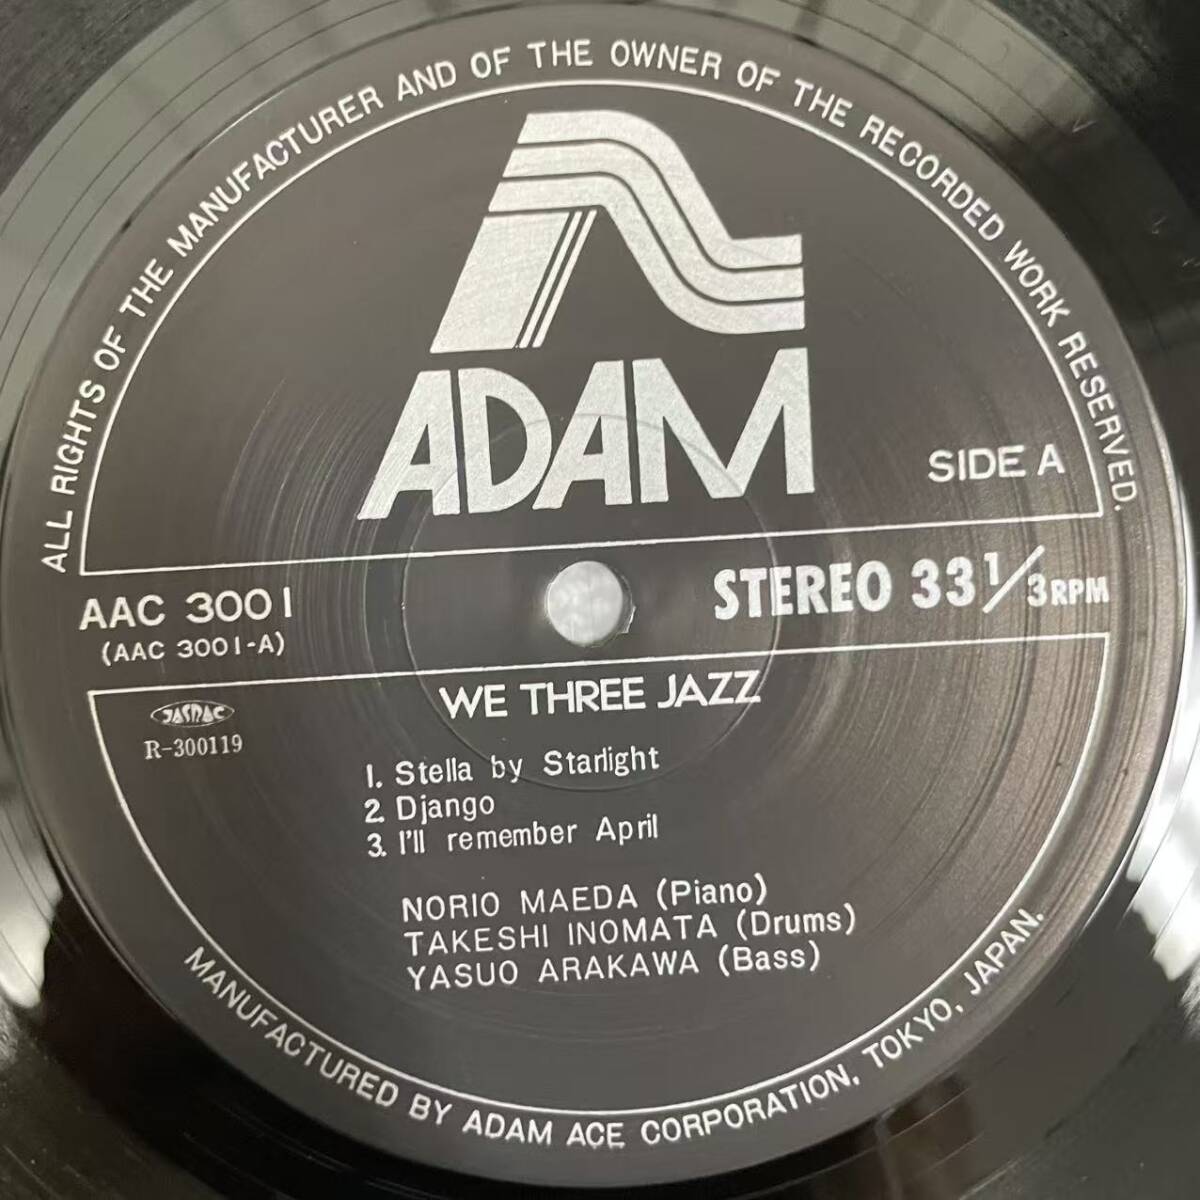 ALL RIGHTS OF THE MANUFACTURER AND OF THE OWNER OF THE RECORDED WORK RESERVED.
ADAM
SIDE A
AAC 3001
(AAC 3001-A)
STEREO 33 1/3 RPM
WE THREE JAZZ
JASRAC
R-300119
1. Stella by Starlight
2. Django
3. I'll remember April
NORIO MAEDA (Piano)
TAKESHI INOMATA (Drums)
YASUO ARAKAWA (Bass)
MANUFACTURED BY ADAM ACE CORPORATION, TOKYO, JAPAN.